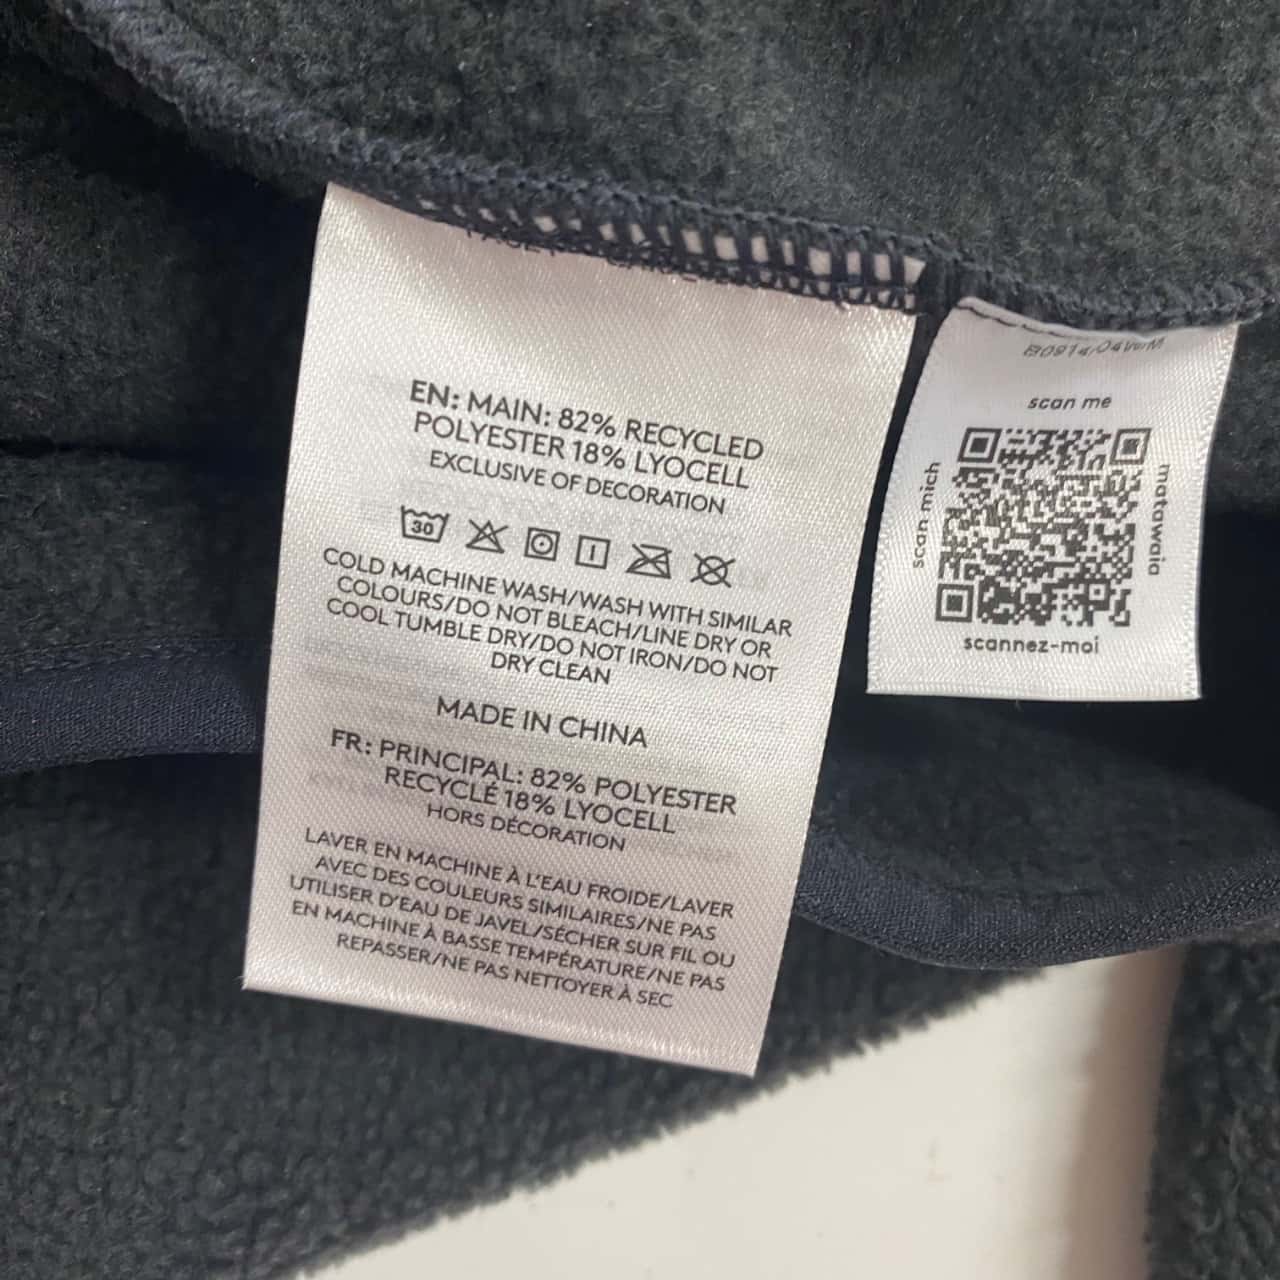 EN: MAIN: 82% RECYCLED
POLYESTER 18% LYOCELL
EXCLUSIVE OF DECORATION
30
COLD MACHINE WASH/WASH WITH SIMILAR
COLOURS/DO NOT BLEACH/LINE DRY OR
COOL TUMBLE DRY/DO NOT IRON/DO NOT
DRY CLEAN
MADE IN CHINA
FR: PRINCIPAL: 82% POLYESTER
RECYCLÉ 18% LYOCELL
HORS DÉCORATION
LAVER EN MACHINE À L'EAU FROIDE/LAVER
AVEC DES COULEURS SIMILAIRES/NE PAS
UTILISER D'EAU DE JAVEL/SÉCHER SUR FIL OU
EN MACHINE À BASSE TEMPÉRATURE/NE PAS
REPASSER/NE PAS NETTOYER À SEC
scan me
scan mich
matawaia
scannez-moi